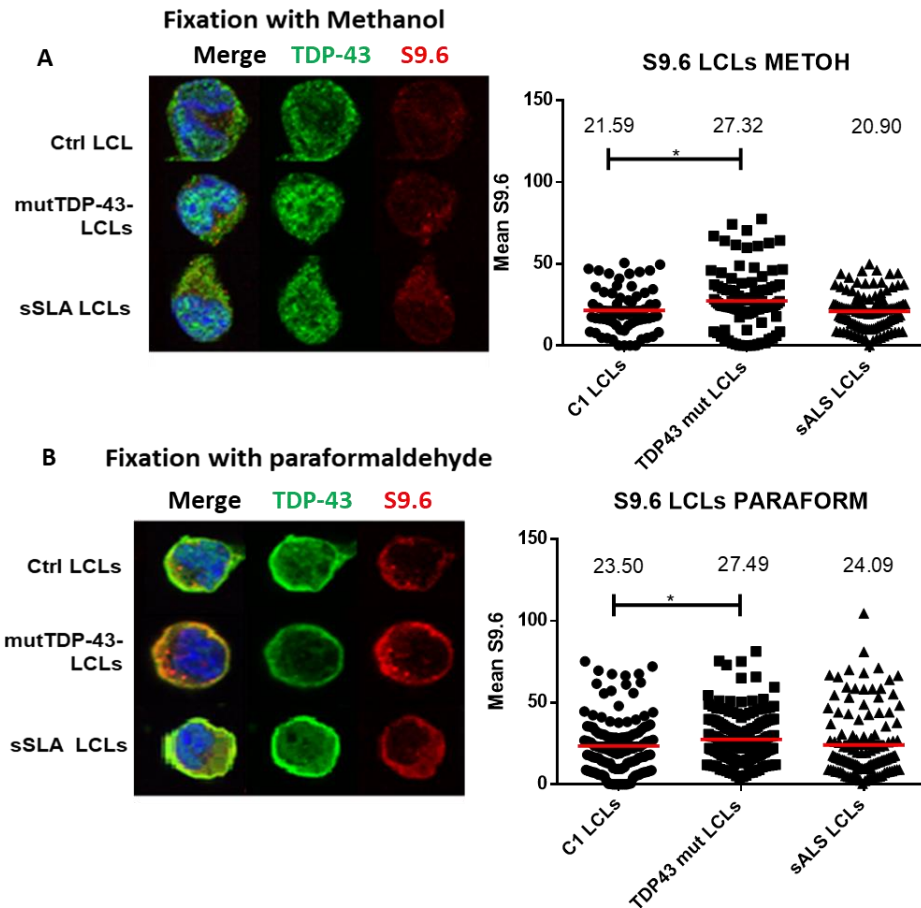 Fixation with Methanol
A
Merge TDP-43 S9.6
Ctrl LCL
mutTDP-43-
LCLs
sSLA LCLs
S9.6 LCLs METOH
Mean S9.6
150
100
50
0
21.59 27.32 20.90
*
C1 LCLs
TDP43 mut LCLs
sALS LCLs
B Fixation with paraformaldehyde
Merge TDP-43 S9.6
Ctrl LCLs
mutTDP-43-
LCLs
sSLA LCLs
S9.6 LCLs PARAFORM
Mean S9.6
150
100
50
0
23.50 27.49 24.09
*
C1 LCLs
TDP43 mut LCLs
sALS LCLs